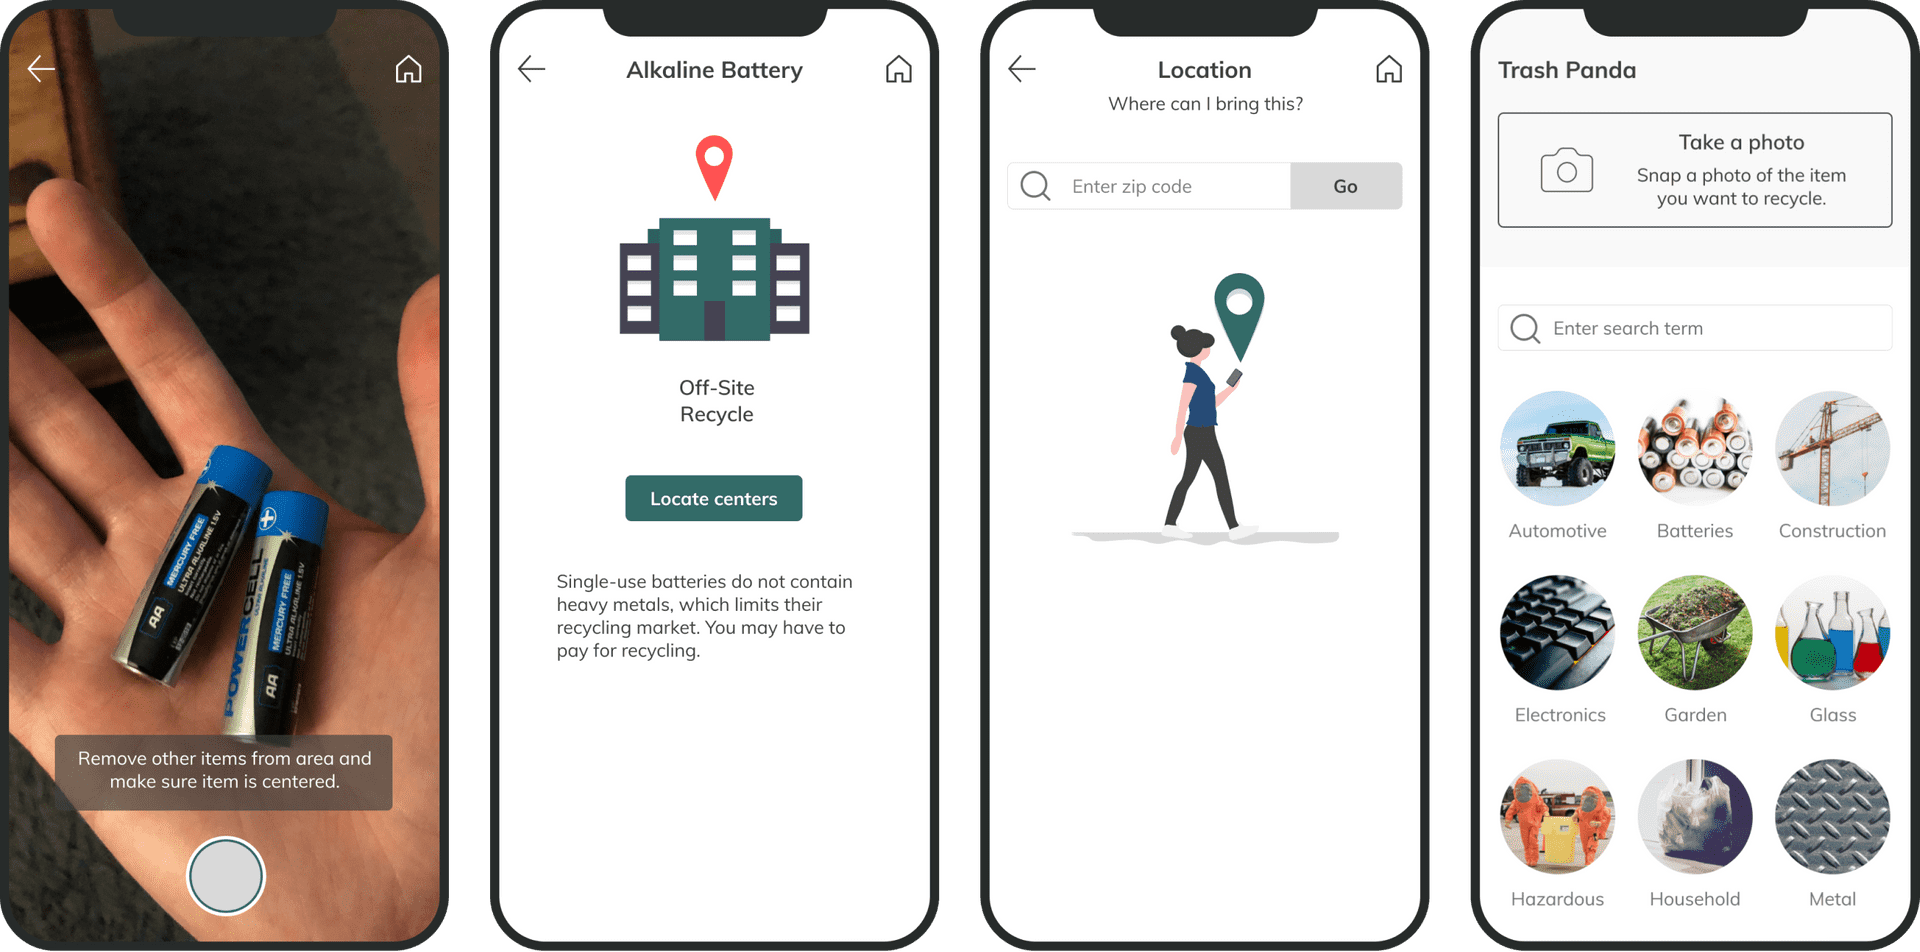 MERCURY FREE
ULTRA ALKALINE 1.5V
AA
POWERCELL
MERCURY FREE
ULTRA ALKALINE 1.5V
AA
Remove other items from area and
make sure item is centered.
Alkaline Battery
Off-Site
Recycle
Locate centers
Single-use batteries do not contain
heavy metals, which limits their
recycling market. You may have to
pay for recycling.
Location
Where can I bring this?
Enter zip code
Go
Trash Panda
Take a photo
Snap a photo of the item
you want to recycle.
Enter search term
Automotive
Batteries
Construction
Electronics
Garden
Glass
Hazardous
Household
Metal